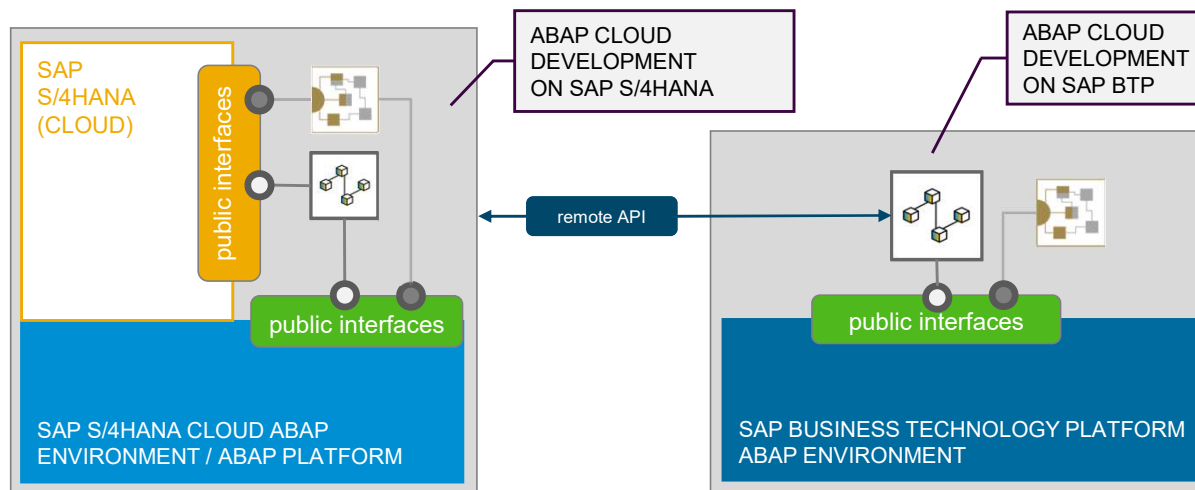 SAP
S/4HANA
(CLOUD)
public interfaces
ABAP CLOUD
DEVELOPMENT
ON SAP S/4HANA
public interfaces
SAP S/4HANA CLOUD ABAP
ENVIRONMENT / ABAP PLATFORM
remote API
ABAP CLOUD
DEVELOPMENT
ON SAP BTP
public interfaces
SAP BUSINESS TECHNOLOGY PLATFORM
ABAP ENVIRONMENT